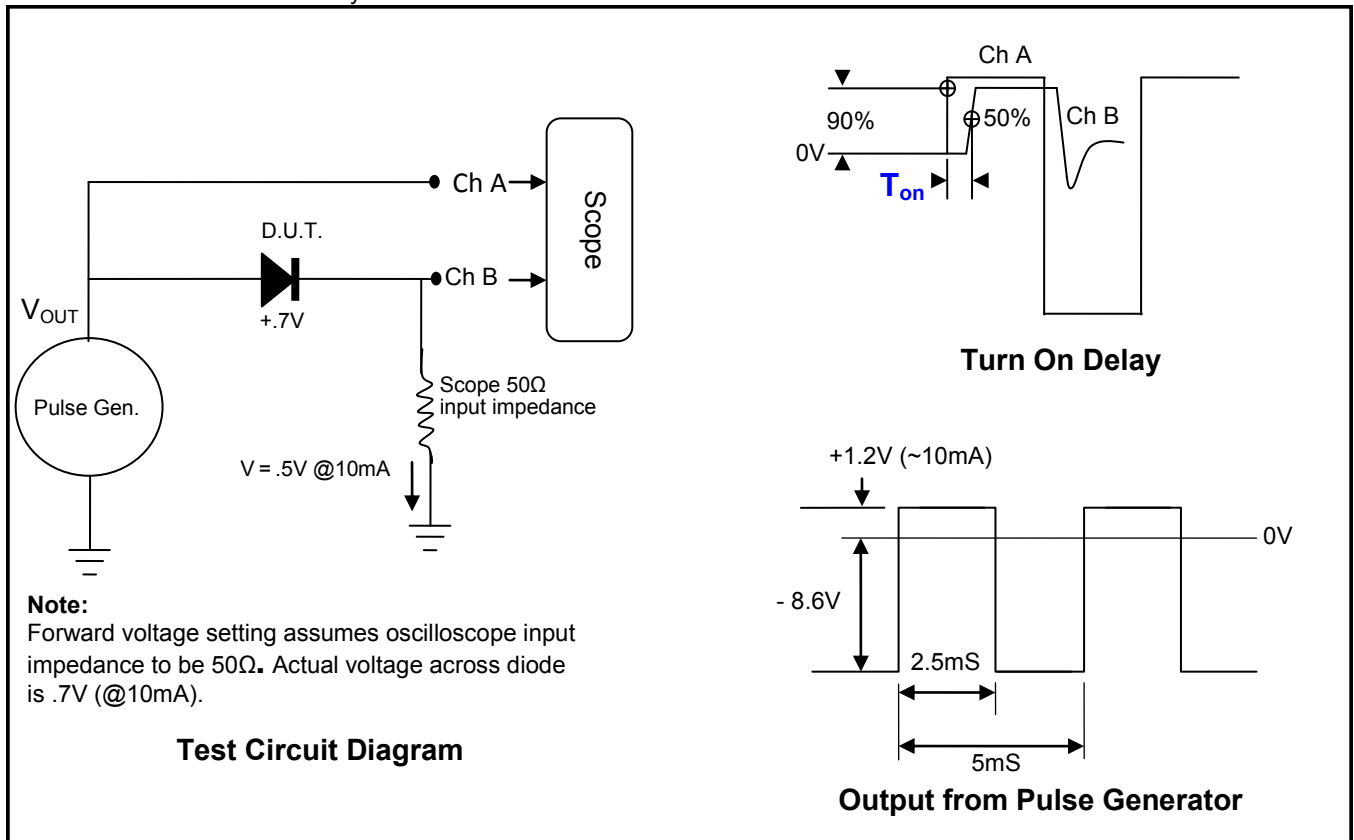 Ch A
D.U.T.
+.7V
Ch B
Scope
VOUT
Pulse Gen.
Scope 50Ω
input impedance
V = .5V @10mA
Note:
Forward voltage setting assumes oscilloscope input
impedance to be 50Ω. Actual voltage across diode
is .7V (@10mA).
Test Circuit Diagram
Ch A
90%
50%
Ch B
0V
Ton
Turn On Delay
+1.2V (~10mA)
0V
- 8.6V
2.5mS
5mS
Output from Pulse Generator